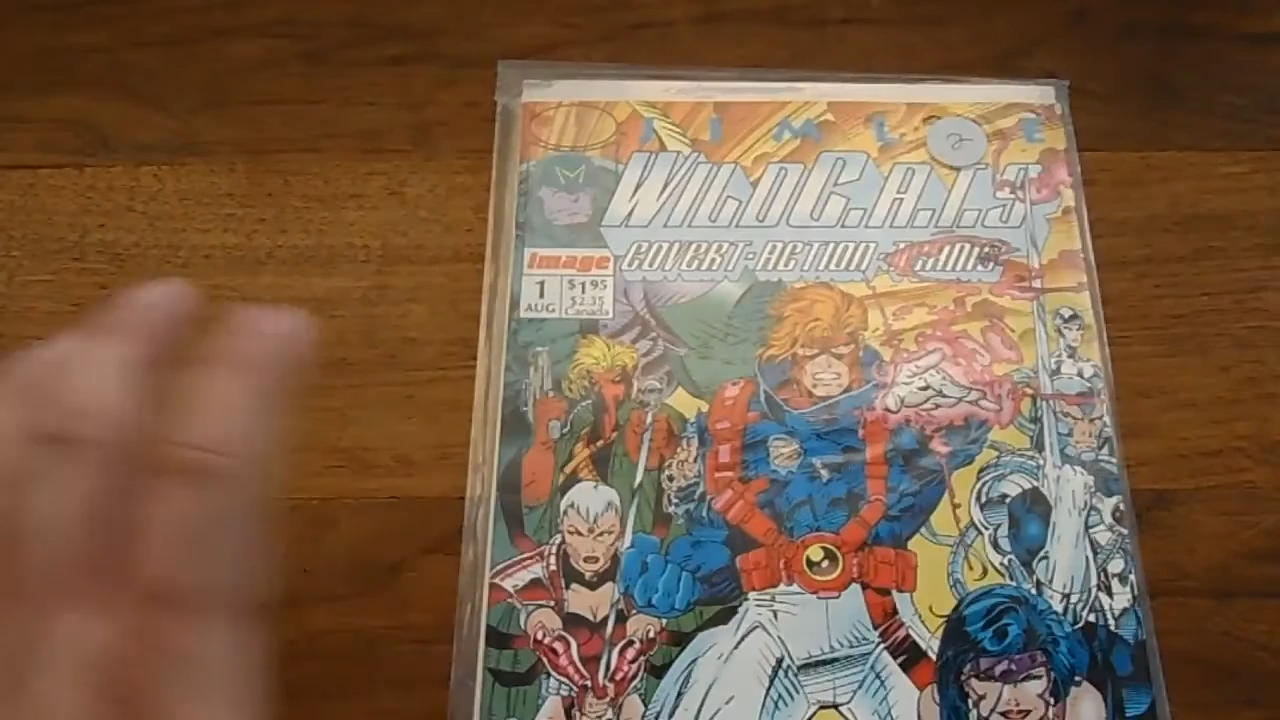 JIM LEE
WILDC.A.T.S
COVERT-ACTION-TEAMS
image
1
AUG
$1.95
$2.35
Canada
2-